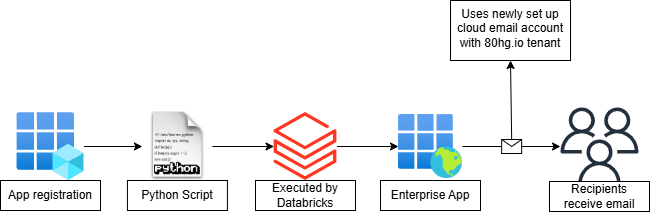 Uses newly set up
cloud email account
with 80hg.io tenant
python
App registration
Python Script
Executed by
Databricks
Enterprise App
Recipients
receive email